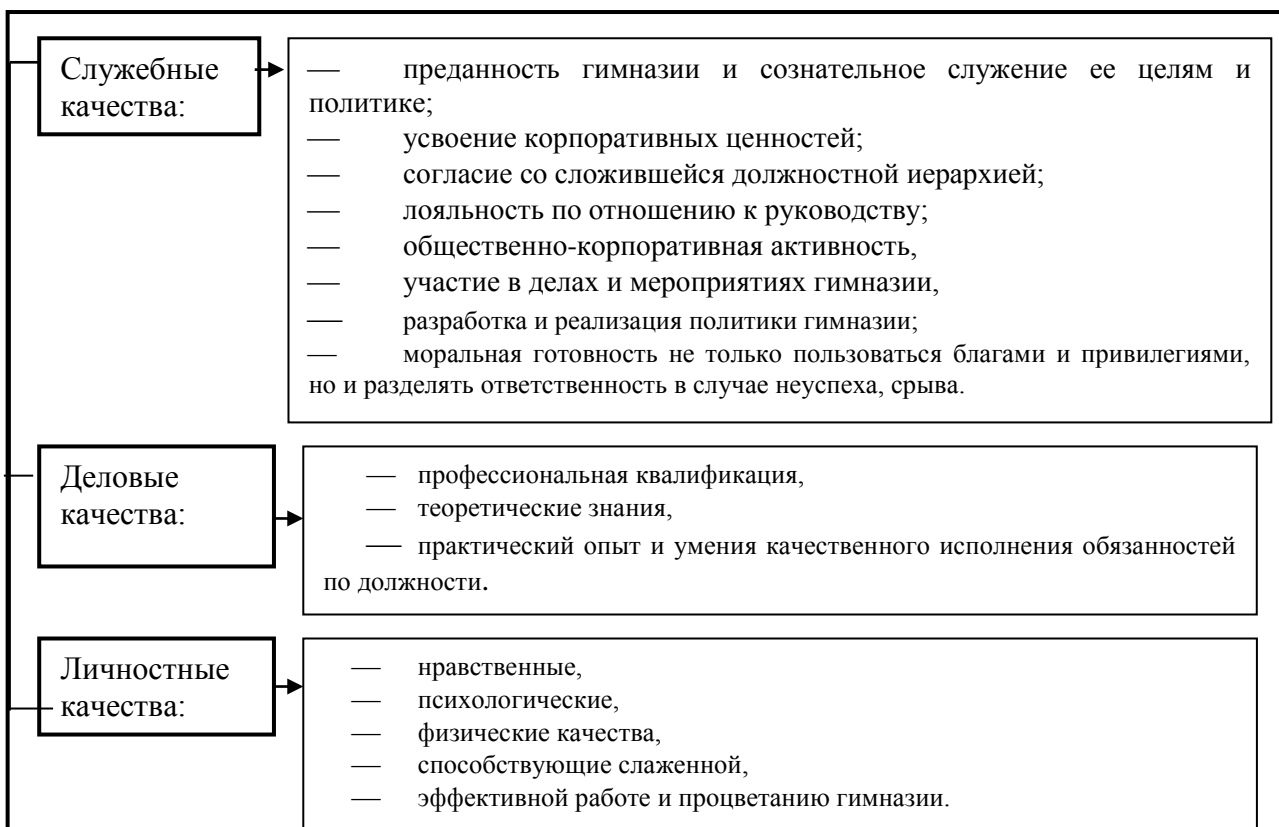 Служебные
качества:
— преданность гимназии и сознательное служение ее целям и
политике;
— усвоение корпоративных ценностей;
— согласие со сложившейся должностной иерархией;
— лояльность по отношению к руководству;
— общественно-корпоративная активность,
— участие в делах и мероприятиях гимназии,
— разработка и реализация политики гимназии;
— моральная готовность не только пользоваться благами и привилегиями,
но и разделять ответственность в случае неуспеха, срыва.
Деловые
качества:
— профессиональная квалификация,
— теоретические знания,
— практический опыт и умения качественного исполнения обязанностей
по должности.
Личностные
качества:
— нравственные,
— психологические,
— физические качества,
— способствующие слаженной,
— эффективной работе и процветанию гимназии.